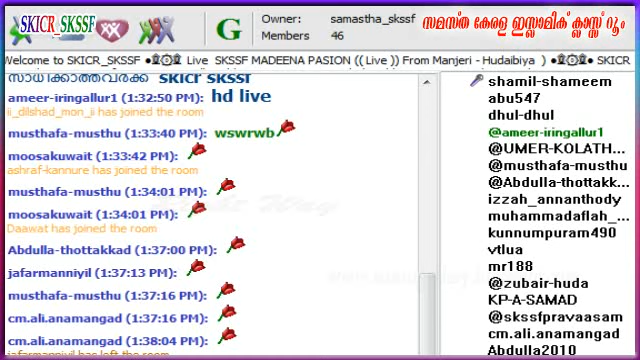 SKICR_SKSSF
G
Owner: samastha_skssf
Members 46
സമസ്ത കേരള ഇസ്ലാമിക് ക്ലാസ്സ് റൂം
Welcome to SKICR_SKSSF Live SKSSF MADEENA PASION (( Live )) From Manjeri - Hudaibiya ) SKICR
സാധിക്കാത്തവർക്ക skicr skssf
ameer-iringallur1 (1:32:50 PM): hd live
ii_dilshad_mon_ii has joined the room
musthafa-musthu (1:33:40 PM): wswrwb
moosakuwait (1:33:42 PM):
ashraf-kannure has joined the room
musthafa-musthu (1:34:01 PM):
moosakuwait (1:34:01 PM):
Daawat has joined the room
Abdulla-thottakkad (1:37:00 PM):
jafarmanniyil (1:37:13 PM):
musthafa-musthu (1:37:16 PM):
cm.ali.anamangad (1:37:16 PM):
cm.ali.anamangad (1:38:04 PM):
jafarmanniyil has left the room
shamil-shameem
abu547
dhul-dhul
@ameer-iringallur1
@UMER-KOLATH...
@musthafa-musthu
@Abdulla-thottakk...
izzah_annanthody
muhammadaflah_...
kunnumpuram490
vtlua
mr188
@zubair-huda
KP-A-SAMAD
@skssfpravaasam
cm.ali.anamangad
Abdulla2010